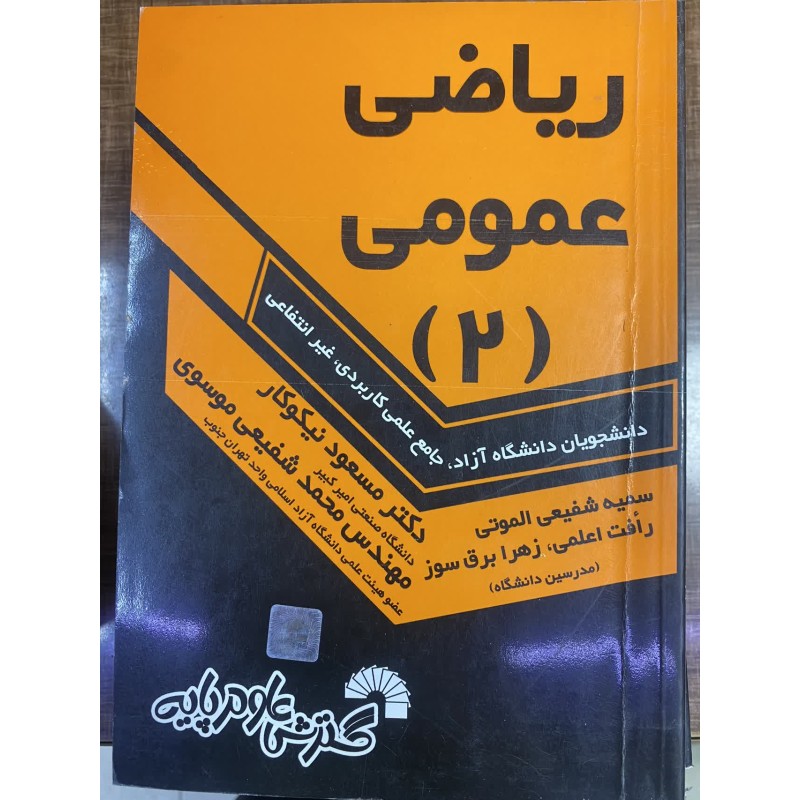 ریاضی
عمومی
(۲)
دانشجویان دانشگاه آزاد، جامع علمی کاربردی، غیر انتفاعی
سمیه شفیعی الموتی
رأفت اعلمی، زهرا برق سوز
(مدرسین دانشگاه)
دکتر مسعود نیکوکار
دانشگاه صنعتی امیر کبیر
مهندس محمد شفیعی موسوی
عضو هیئت علمی دانشگاه آزاد اسلامی واحد تهران جنوب
گسترش علوم پایه